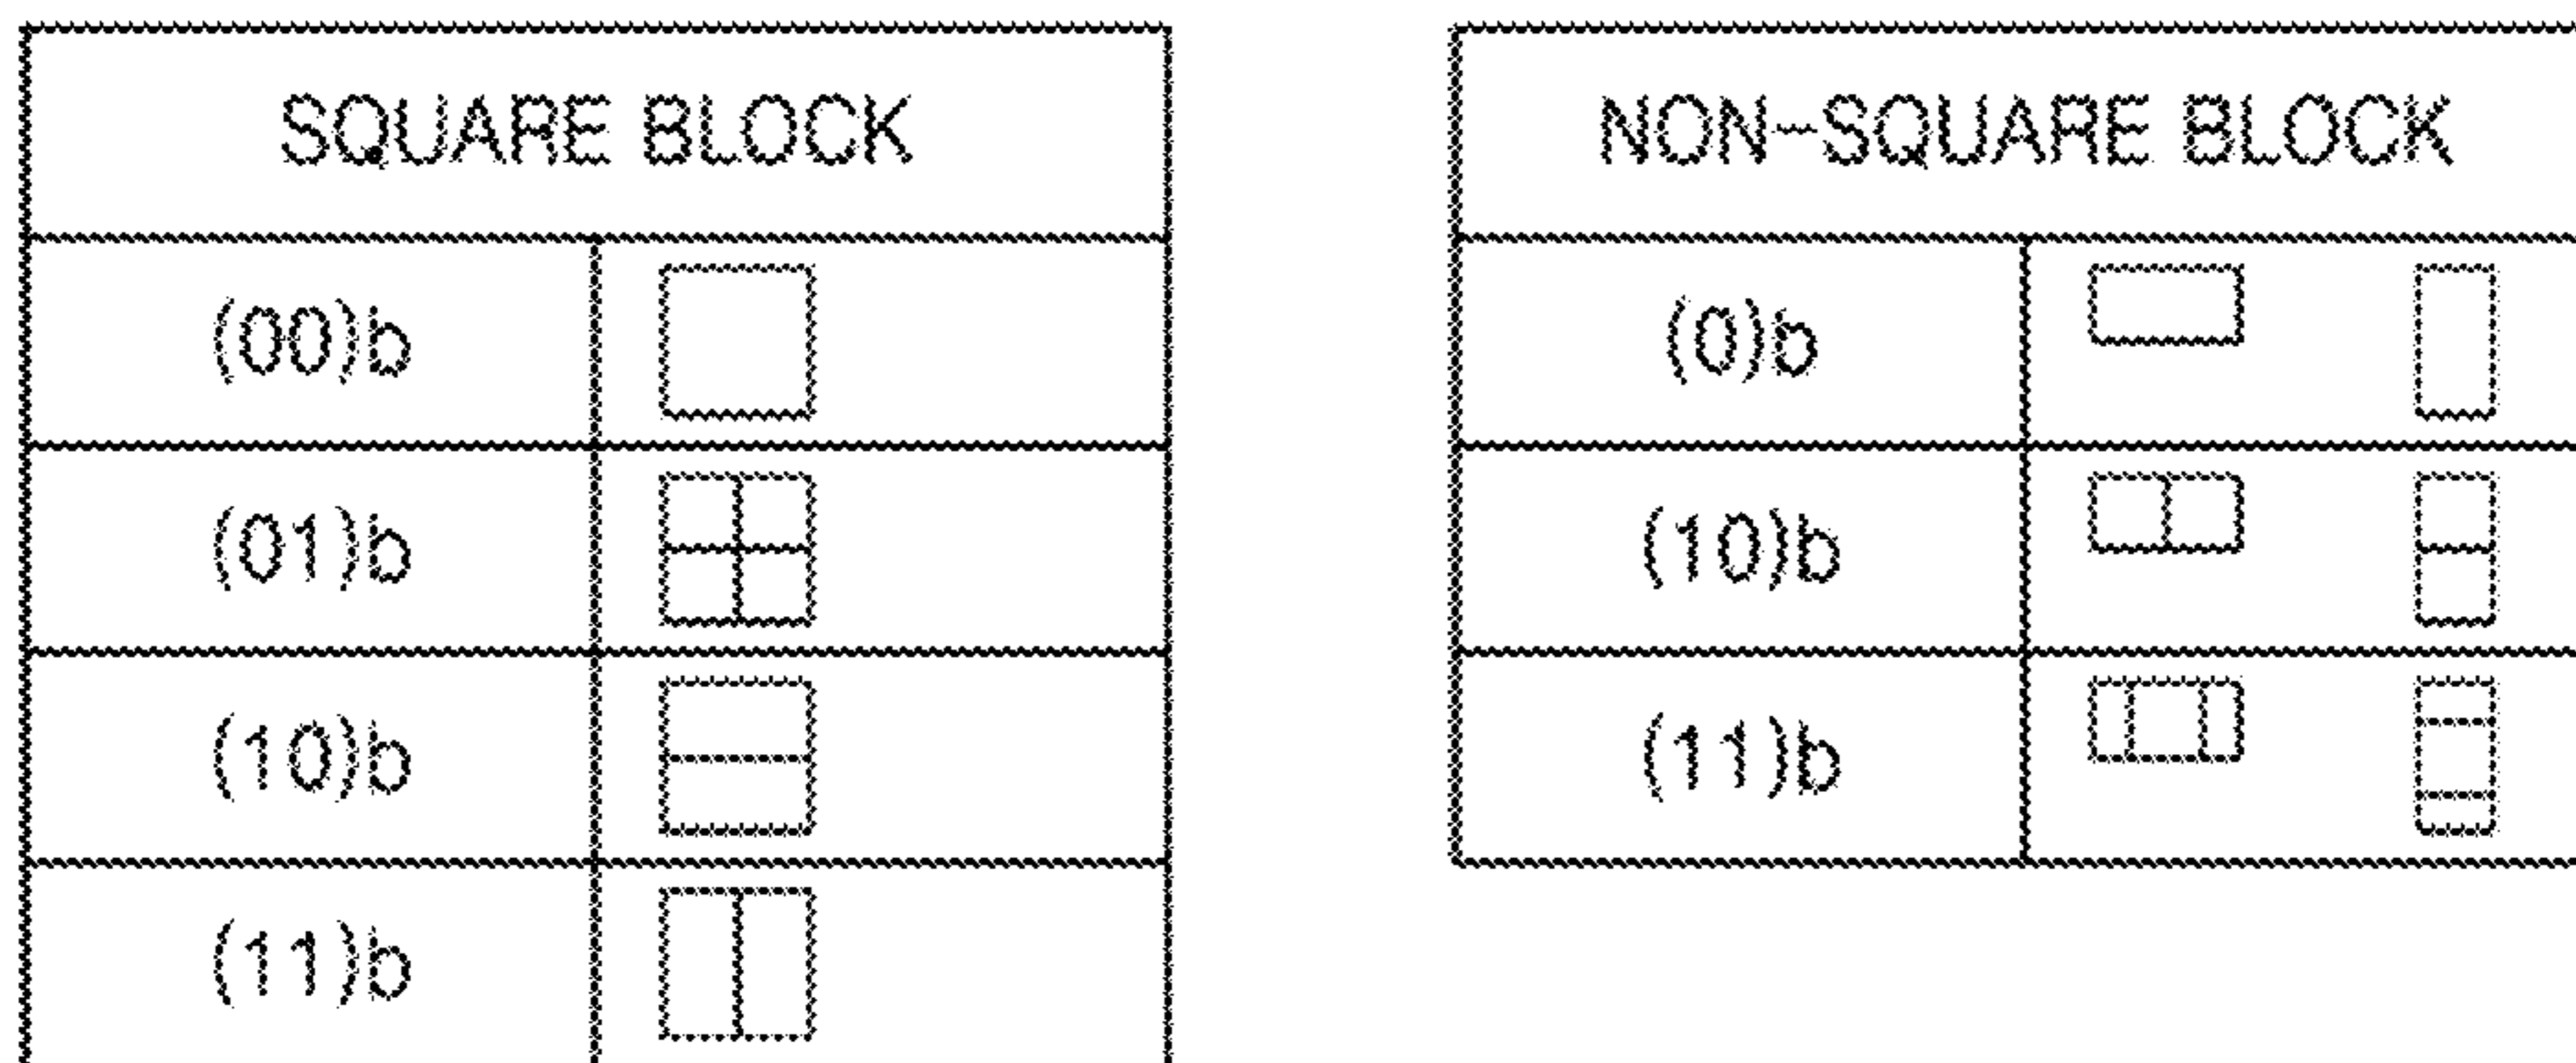 SQUARE BLOCK
(00)b
(01)b
(10)b
(11)b
NON-SQUARE BLOCK
(0)b
(10)b
(11)b